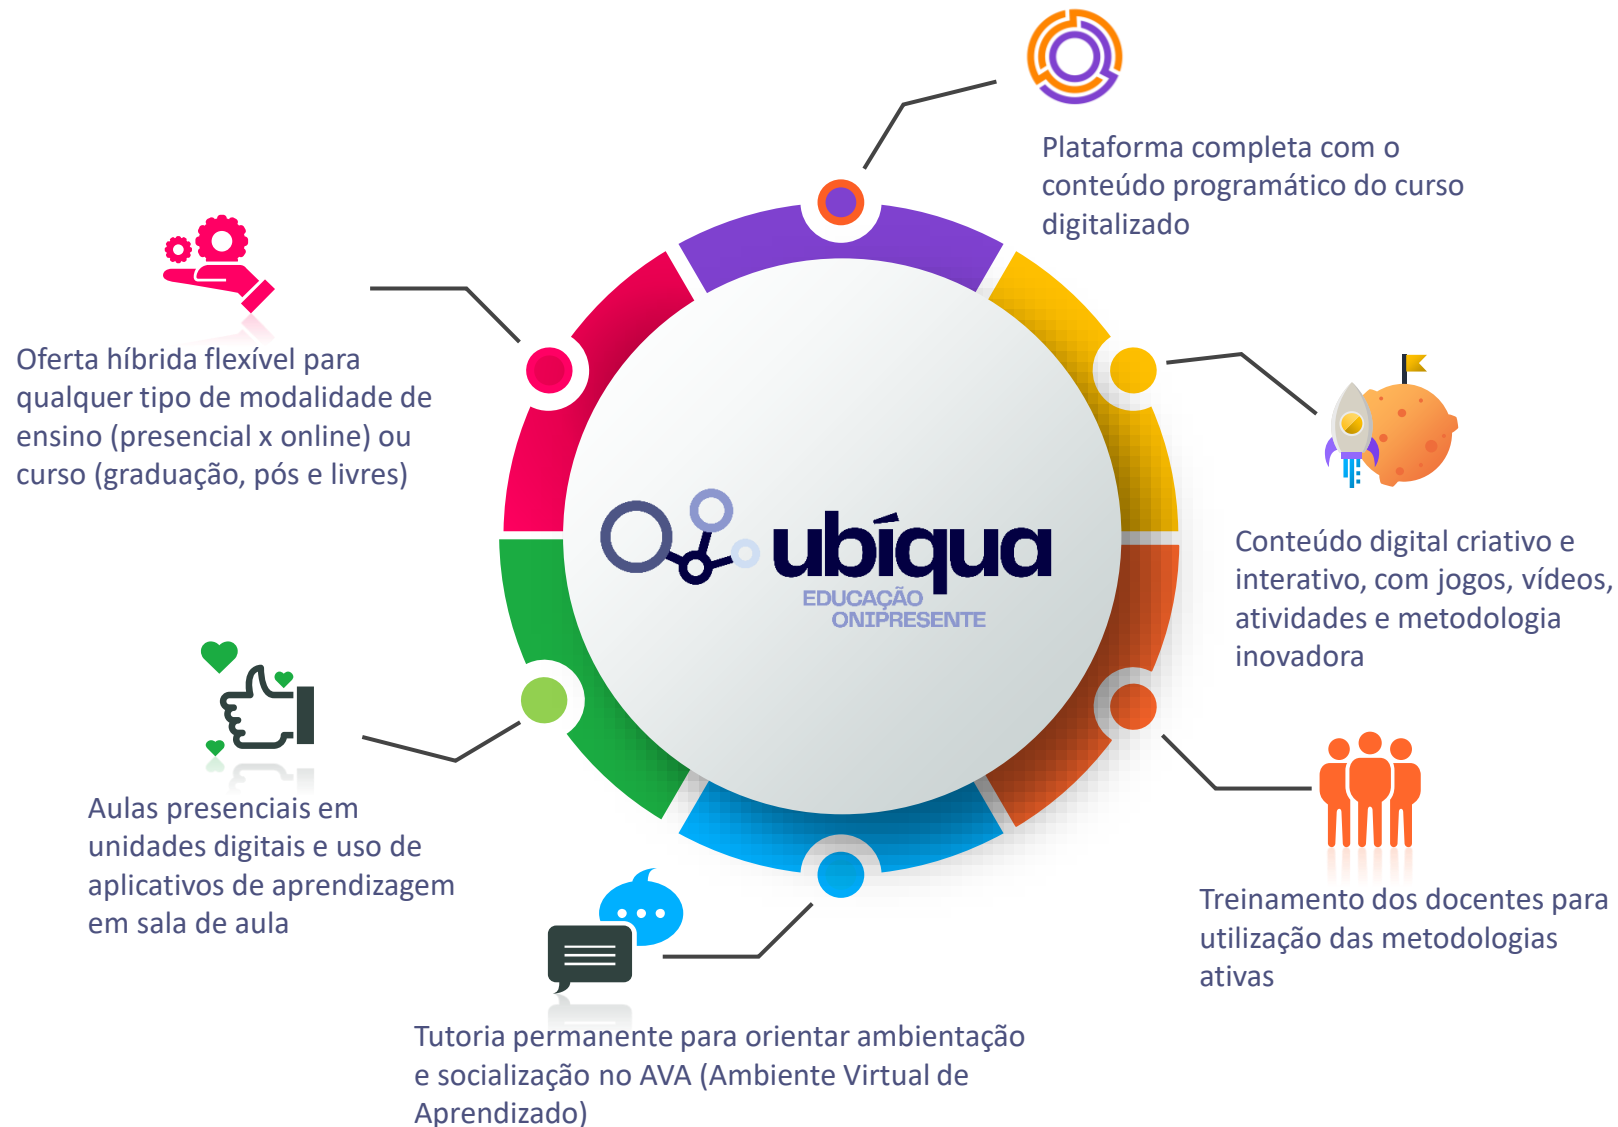 Plataforma completa com o
conteúdo programático do curso
digitalizado
Oferta híbrida flexível para
qualquer tipo de modalidade de
ensino (presencial x online) ou
curso (graduação, pós e livres)
ubíqua
EDUCAÇÃO
ONIPRESENTE
Conteúdo digital criativo e
interativo, com jogos, vídeos,
atividades e metodologia
inovadora
Aulas presenciais em
unidades digitais e uso de
aplicativos de aprendizagem
em sala de aula
Treinamento dos docentes para
utilização das metodologias
ativas
Tutoria permanente para orientar ambientação
e socialização no AVA (Ambiente Virtual de
Aprendizado)